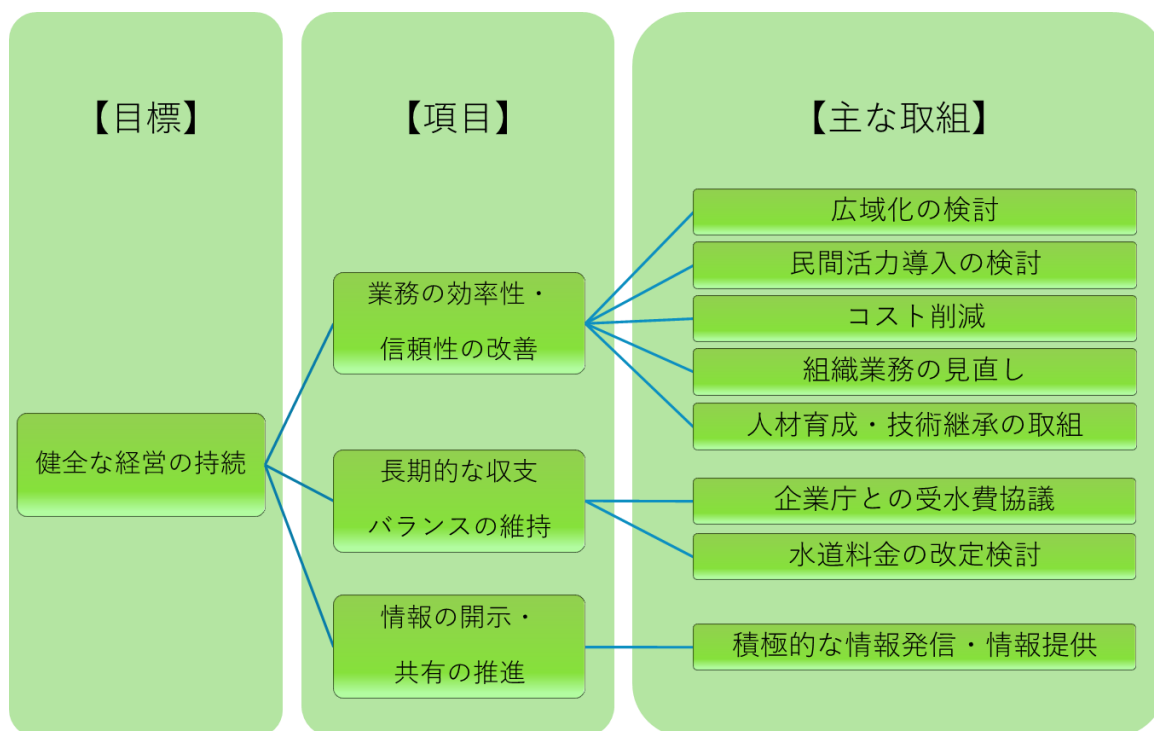 【目標】
【項目】
【主な取組】
健全な経営の持続
業務の効率性・
信頼性の改善
広域化の検討
民間活力導入の検討
コスト削減
組織業務の見直し
人材育成・技術継承の取組
長期的な収支
バランスの維持
企業庁との受水費協議
水道料金の改定検討
情報の開示・
共有の推進
積極的な情報発信・情報提供